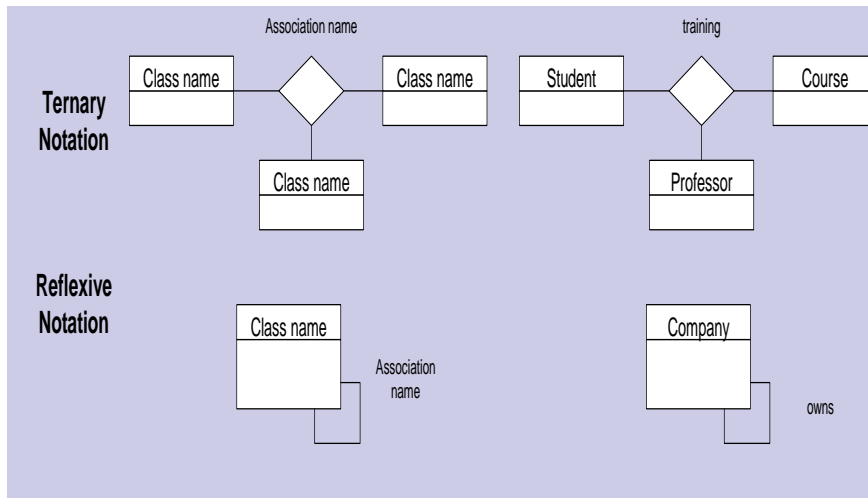 Association name
training
Class name
Class name
Student
Course
Ternary
Notation
Class name
Professor
Reflexive
Notation
Class name
Company
Association
name
owns